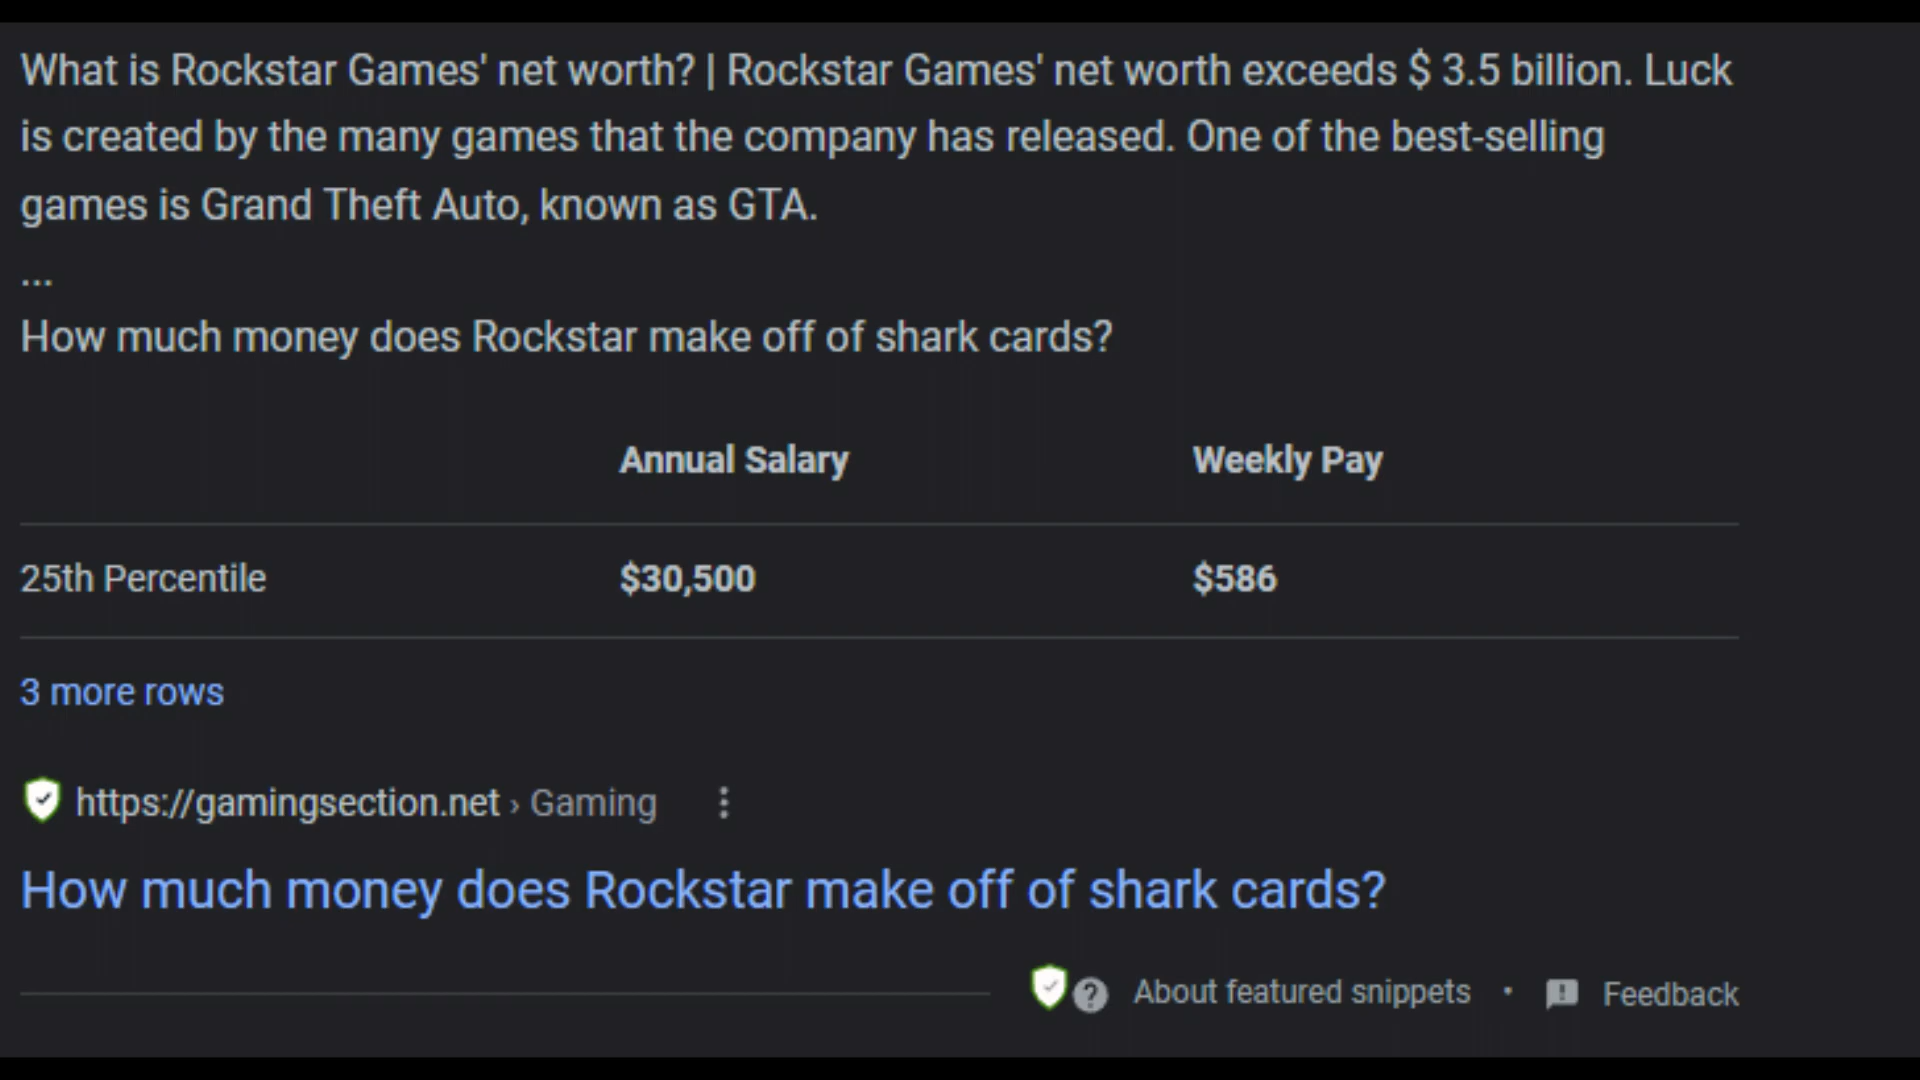 What is Rockstar Games' net worth? | Rockstar Games' net worth exceeds $ 3.5 billion. Luck
is created by the many games that the company has released. One of the best-selling
games is Grand Theft Auto, known as GTA.
...
How much money does Rockstar make off of shark cards?
Annual Salary Weekly Pay
25th Percentile $30,500 $586
3 more rows
https://gamingsection.net › Gaming
How much money does Rockstar make off of shark cards?
About featured snippets • Feedback